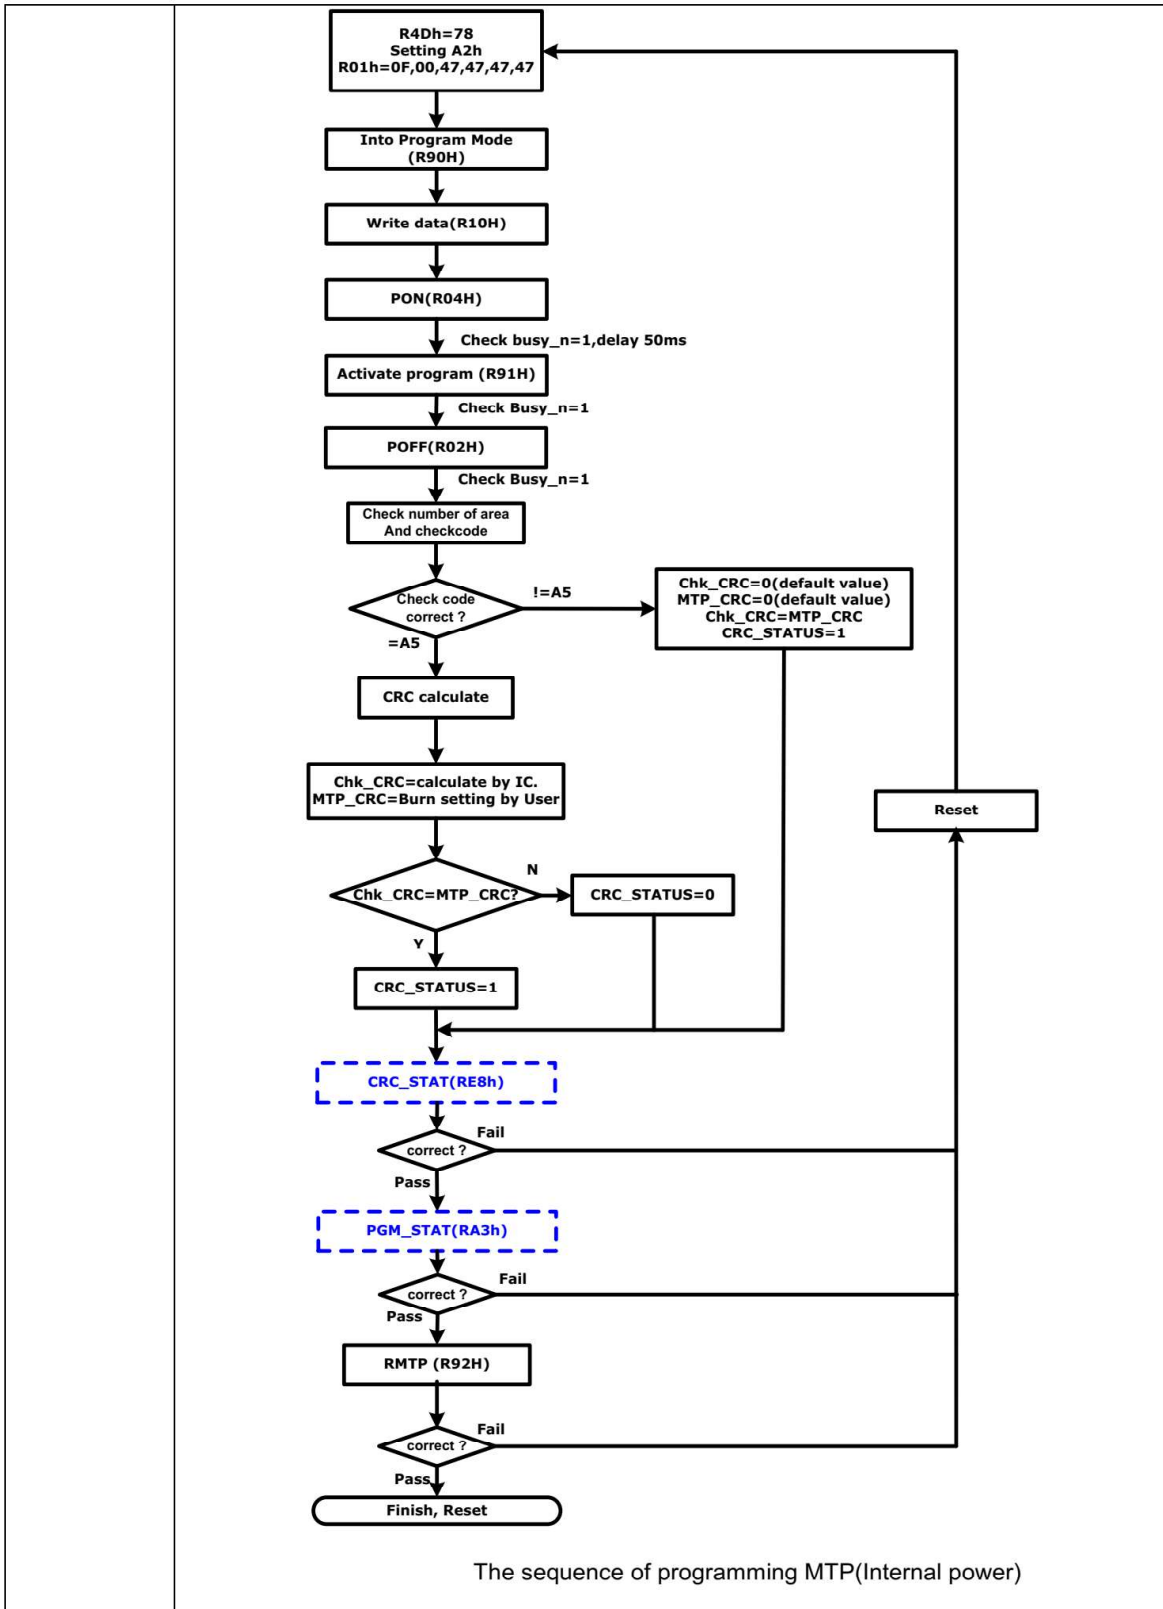 R4Dh=78
Setting A2h
R01h=0F,00,47,47,47,47
Into Program Mode
(R90H)
Write data(R10H)
PON(R04H)
Check busy_n=1,delay 50ms
Activate program (R91H)
Check Busy_n=1
POFF(R02H)
Check Busy_n=1
Check number of area
And checkcode
Check code
correct ?
!=A5
=A5
Chk_CRC=0(default value)
MTP_CRC=0(default value)
Chk_CRC=MTP_CRC
CRC_STATUS=1
CRC calculate
Chk_CRC=calculate by IC.
MTP_CRC=Burn setting by User
Reset
Chk_CRC=MTP_CRC?
N
CRC_STATUS=0
Y
CRC_STATUS=1
CRC_STAT(RE8h)
correct ?
Fail
Pass
PGM_STAT(RA3h)
correct ?
Fail
Pass
RMTP (R92H)
correct ?
Fail
Pass
Finish, Reset
The sequence of programming MTP(Internal power)